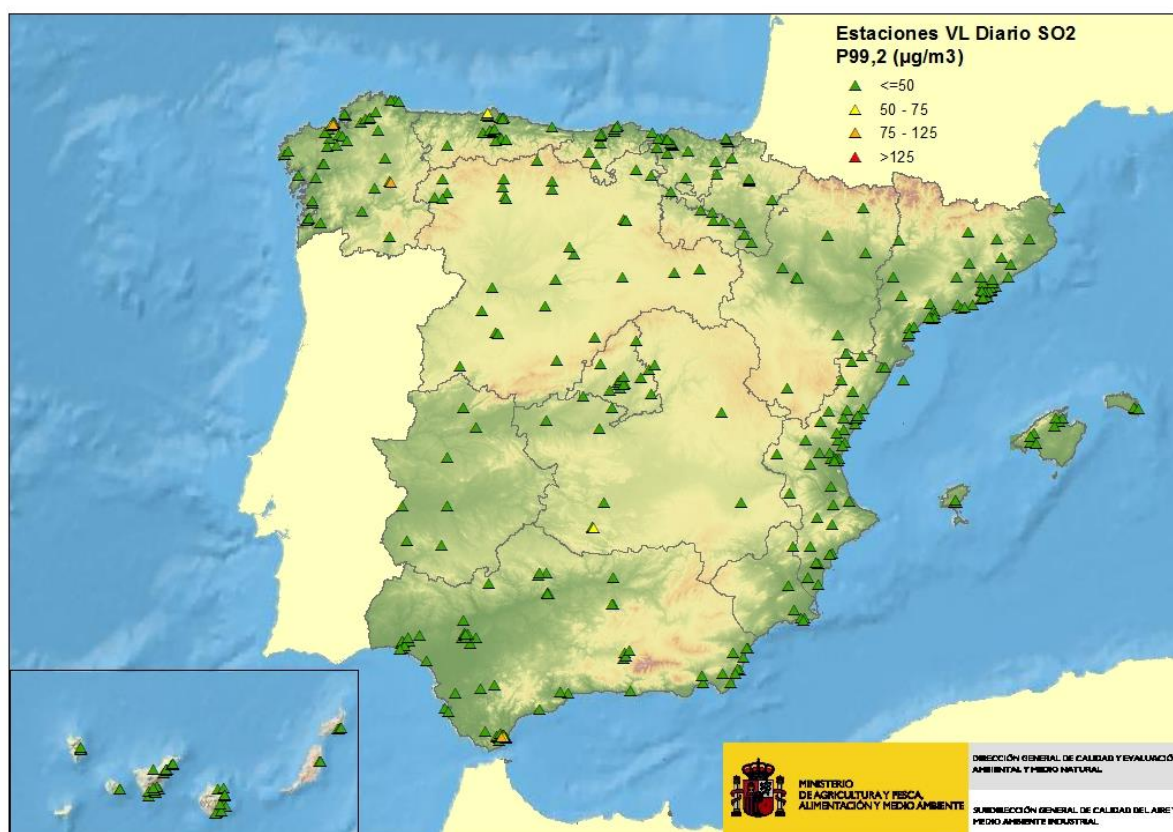 Estaciones VL Diario SO2
P99,2 (µg/m3)
<=50
50 - 75
75 - 125
>125
MINISTERIO
DE AGRICULTURA Y PESCA,
ALIMENTACIÓN Y MEDIO AMBIENTE
DIRECCIÓN GENERAL DE CALIDAD Y EVALUACIÓ
AMBIENTAL Y MEDIO NATURAL
SUBDIRECCIÓN GENERAL DE CALIDAD DEL AIRE Y
MEDIO AMBIENTE INDUSTRIAL